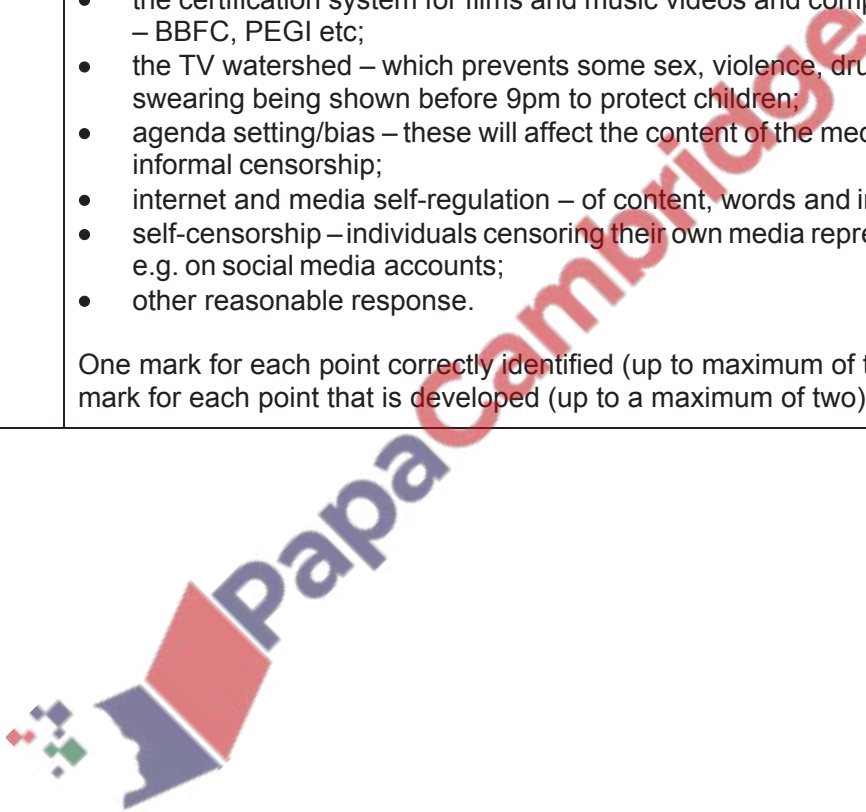 the certification system for films and music videos and comp
– BBFC, PEGI etc;
• the TV watershed – which prevents some sex, violence, dru
swearing being shown before 9pm to protect children;
• agenda setting/bias – these will affect the content of the med
informal censorship;
• internet and media self-regulation – of content, words and i
• self-censorship – individuals censoring their own media repre
e.g. on social media accounts;
• other reasonable response.
One mark for each point correctly identified (up to maximum of t
mark for each point that is developed (up to a maximum of two)
PapaCambridge